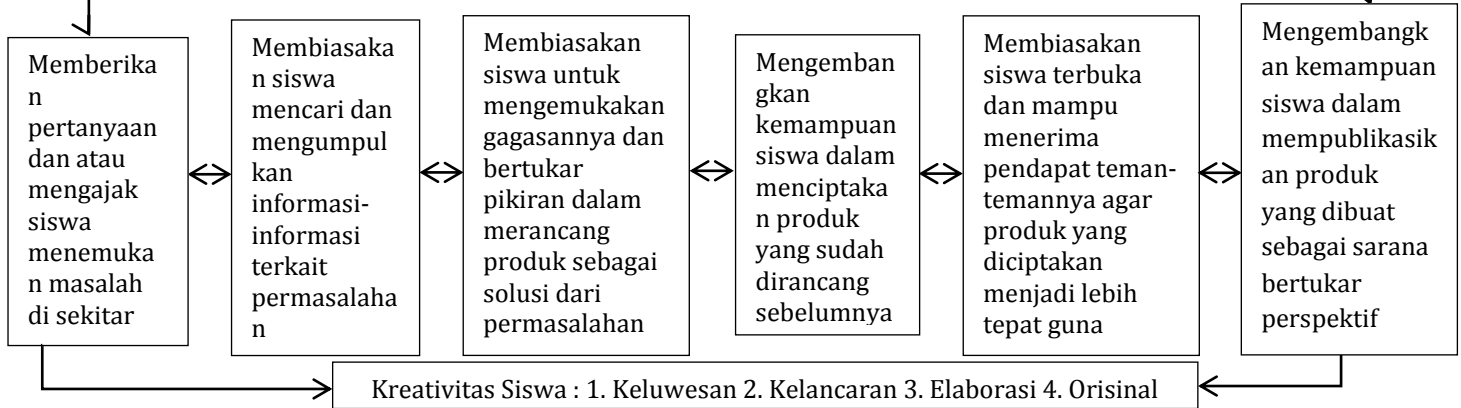 Memberika
n
pertanyaan
dan atau
mengajak
siswa
menemuka
n masalah
di sekitar
Membiasaka
n siswa
mencari dan
mengumpul
kan
informasi-
informasi
terkait
permasalaha
n
Membiasakan
siswa untuk
mengemukakan
gagasannya dan
bertukar
pikiran dalam
merancang
produk sebagai
solusi dari
permasalahan
Mengemban
gkan
kemampuan
siswa dalam
menciptaka
n produk
yang sudah
dirancang
sebelumnya
Membiasakan
siswa terbuka
dan mampu
menerima
pendapat teman-
temannya agar
produk yang
diciptakan
menjadi lebih
tepat guna
Mengembangk
an kemampuan
siswa dalam
mempublikasik
an produk
yang dibuat
sebagai sarana
bertukar
perspektif
Kreativitas Siswa : 1. Keluwesan 2. Kelancaran 3. Elaborasi 4. Orisinal